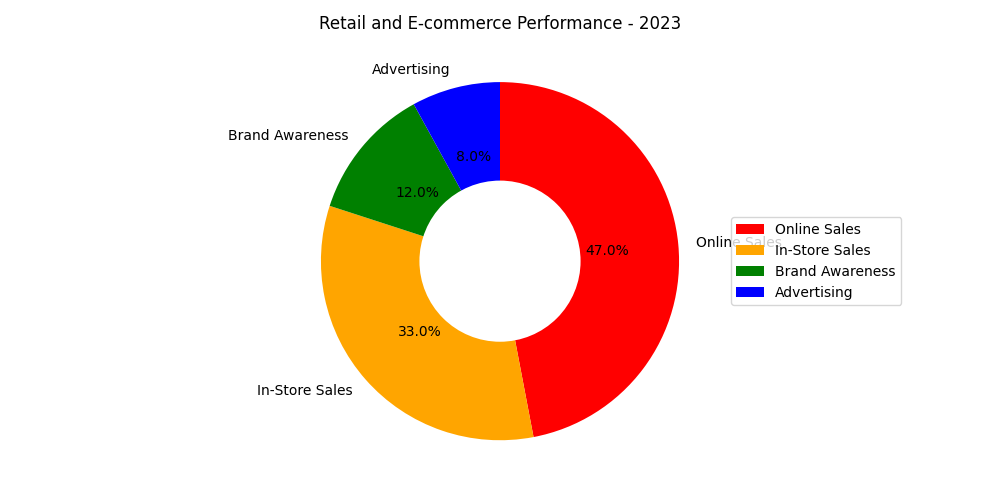 Retail and E-commerce Performance - 2023
Advertising
Brand Awareness
8.0%
12.0%
Online Sales
47.0%
33.0%
In-Store Sales
Online Sales
In-Store Sales
Brand Awareness
Advertising